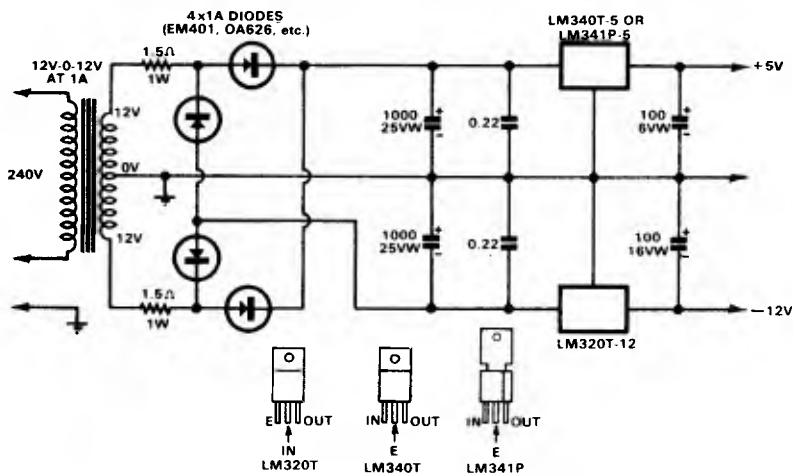 4x1A DIODES
(EM401, OA626, etc.)
LM340T-5 OR
LM341P-5
12V-0-12V
AT 1A
1.5Ω
1W
+5V
12V
1000
25VW
+
-
0.22
100
6VW
+
-
240V
0V
12V
1000
25VW
+
-
0.22
100
16VW
+
-
1.5Ω
1W
-12V
LM320T-12
E OUT
IN
LM320T
IN OUT
E
LM340T
IN OUT
E
LM341P